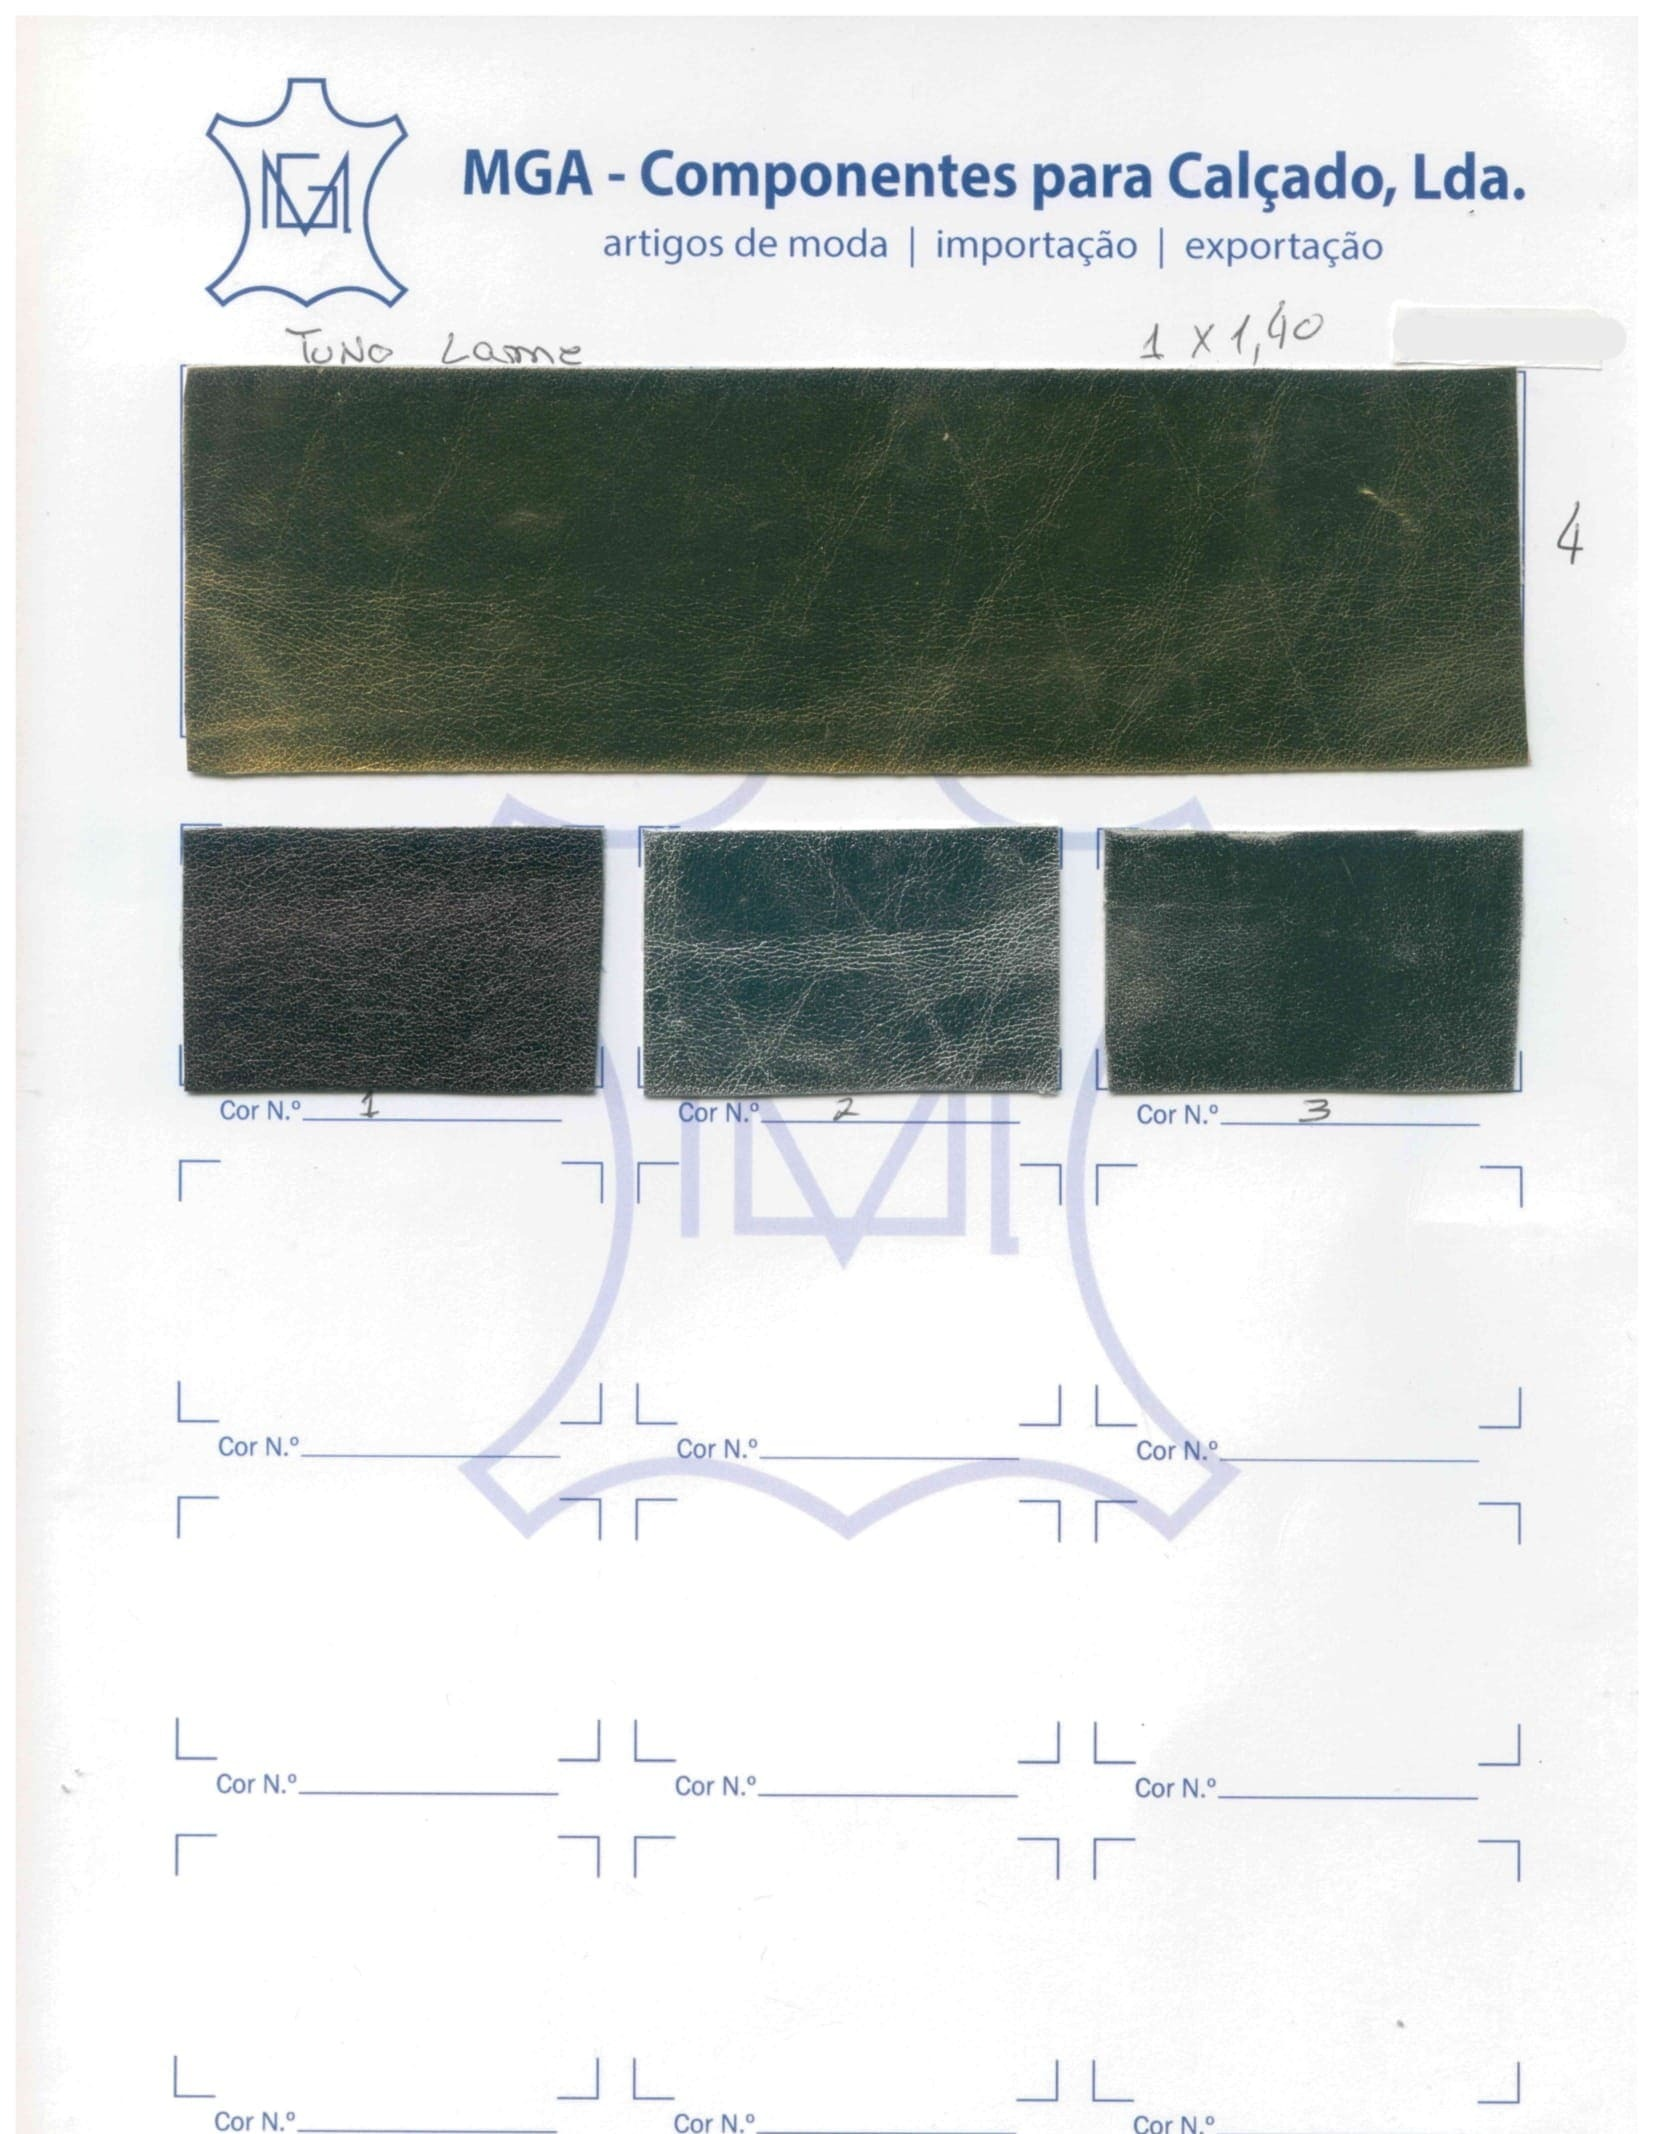 MGA
MGA - Componentes para Calçado, Lda.
artigos de moda | importação | exportação
TUNO Lame 1 X 1,40
4
Cor N.º 1 Cor N.º 2 Cor N.º 3
Cor N.º Cor N.º Cor N.º
Cor N.º Cor N.º Cor N.º
Cor N.º Cor N.º Cor N.º